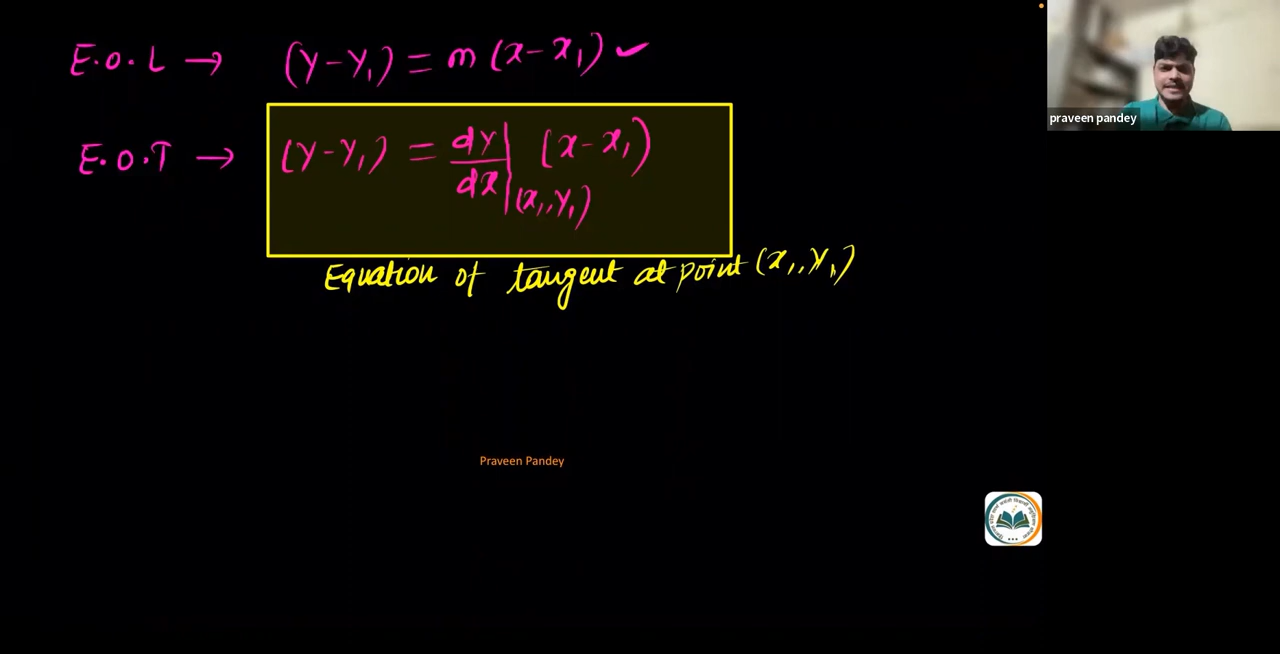 E.O.L → (y-y₁) = m (x-x₁) ✓
praveen pandey
E.O.T → (y-y₁) = dy/dx|(x₁,y₁) (x-x₁)
Equation of tangent at point (x₁,y₁)
Praveen Pandey